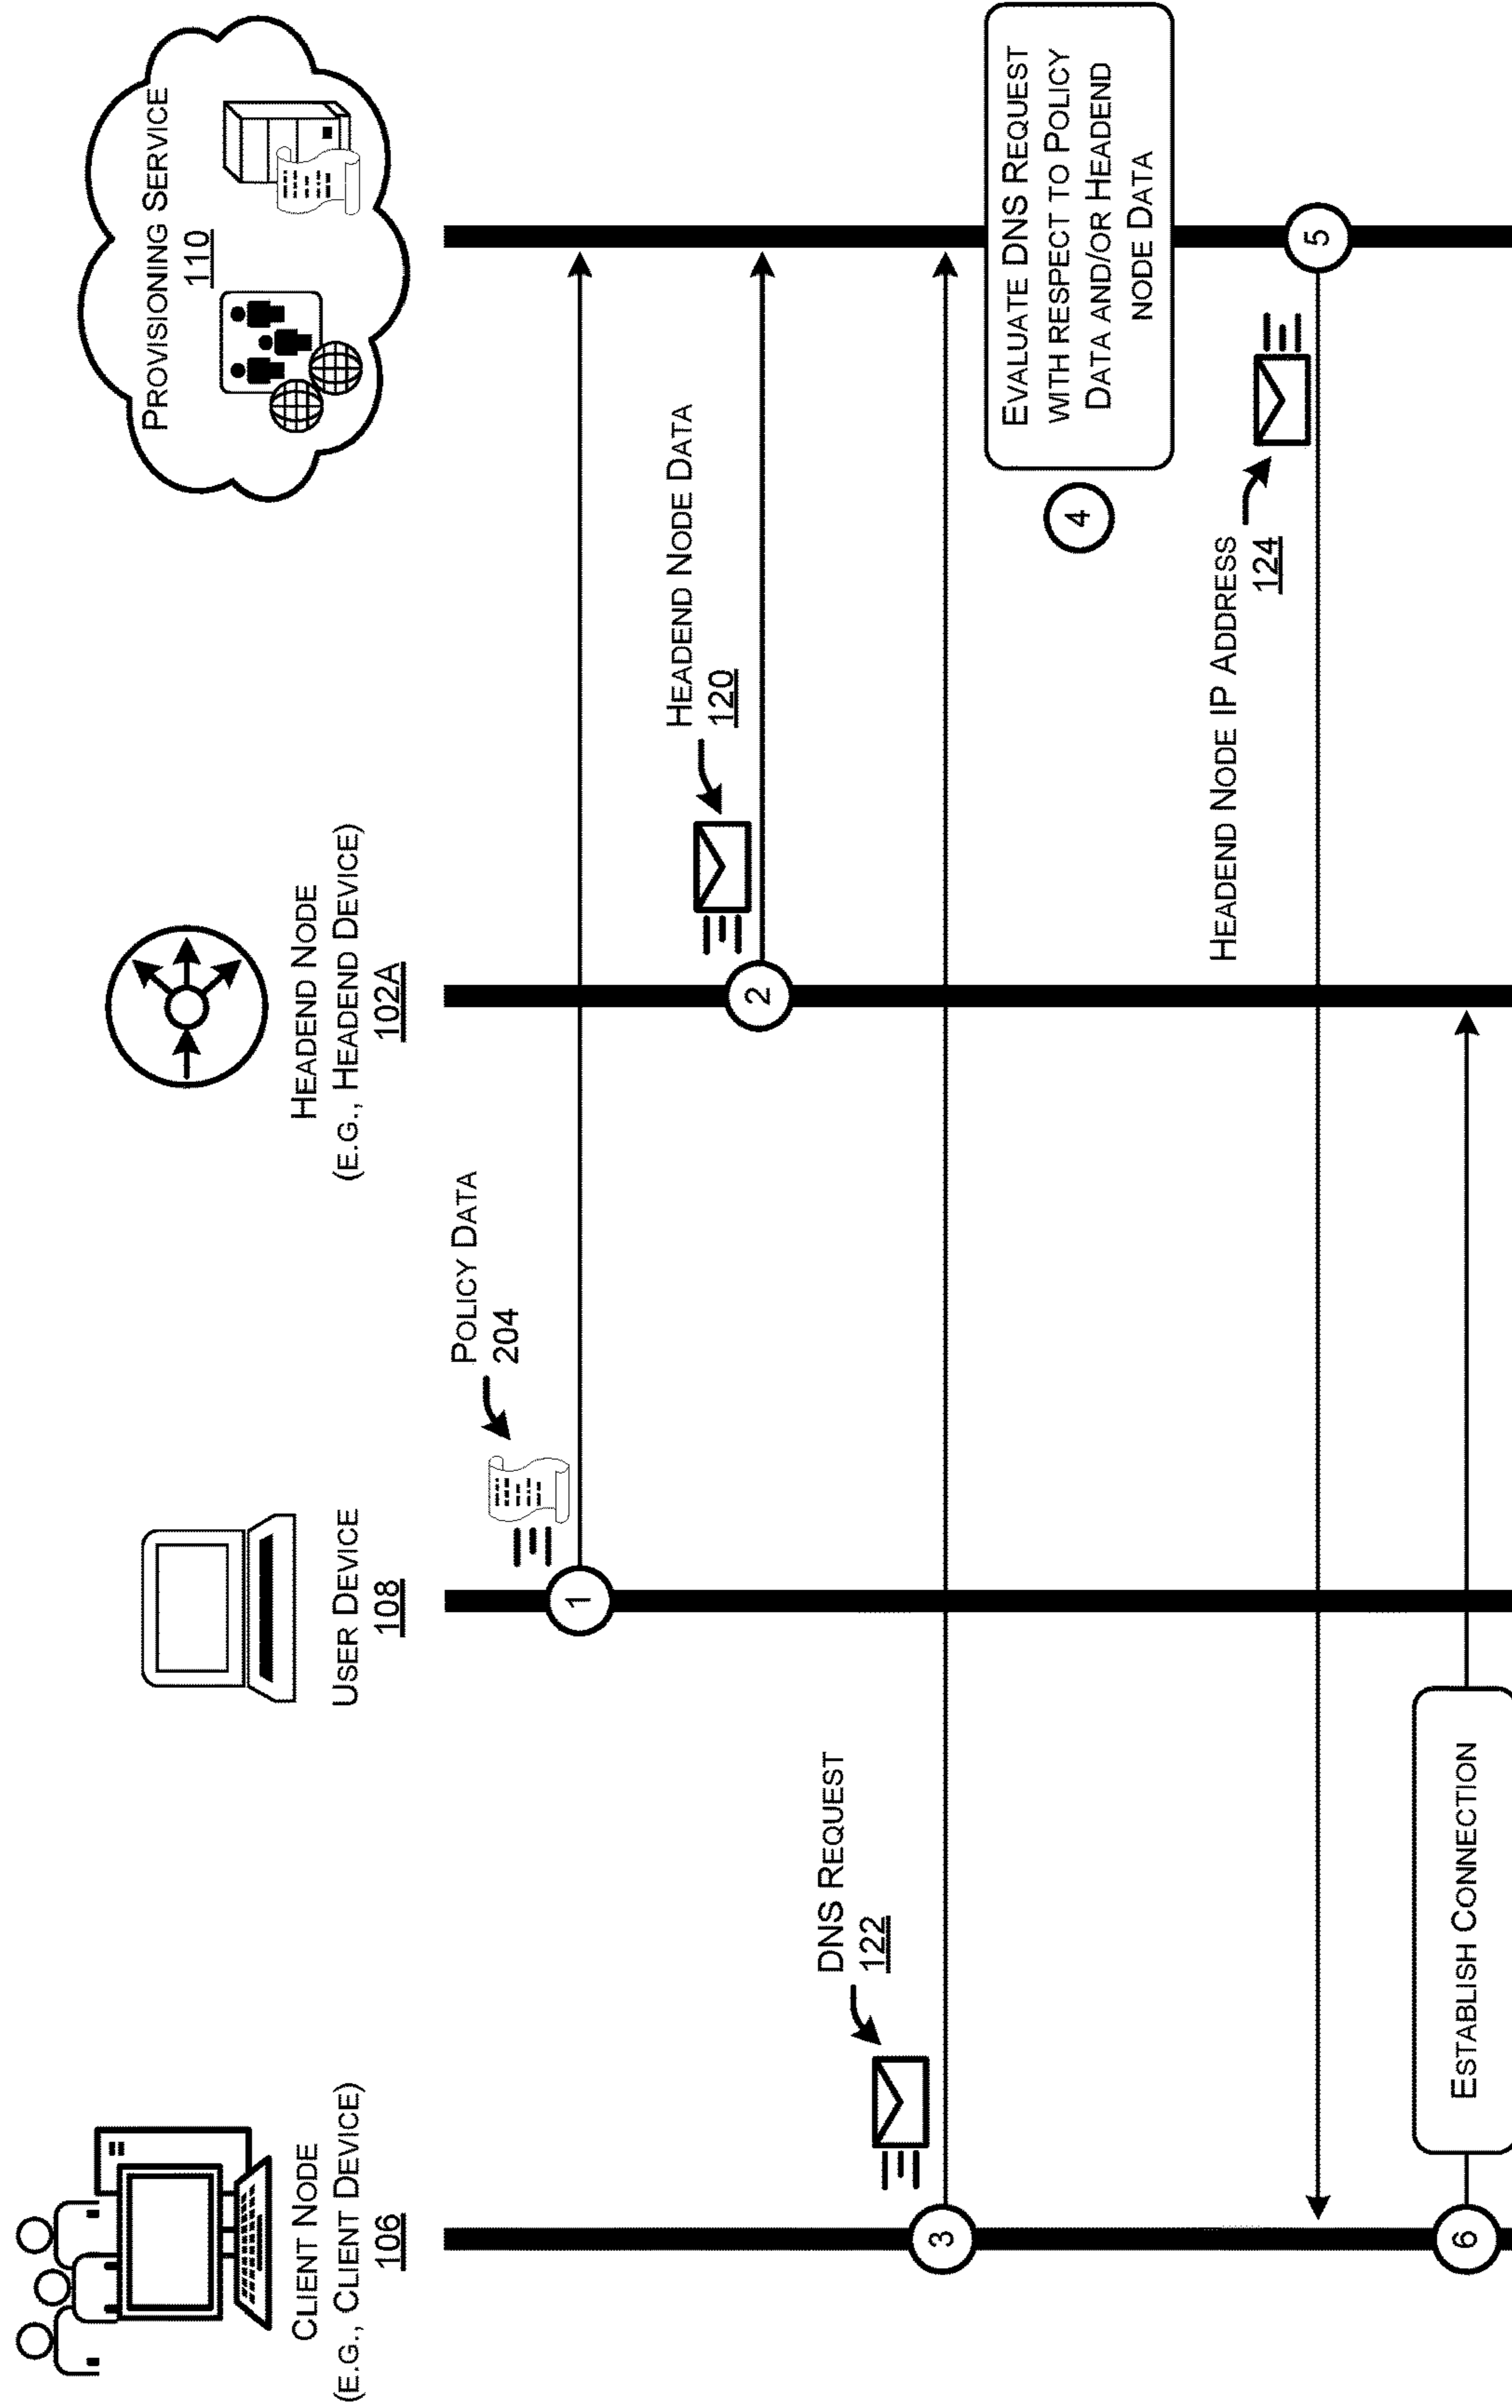 CLIENT NODE
(E.G., CLIENT DEVICE)
106
USER DEVICE
108
HEADEND NODE
(E.G., HEADEND DEVICE)
102A
PROVISIONING SERVICE
110
POLICY DATA
204
1
HEADEND NODE DATA
120
2
DNS REQUEST
122
3
EVALUATE DNS REQUEST
WITH RESPECT TO POLICY
DATA AND/OR HEADEND
NODE DATA
4
HEADEND NODE IP ADDRESS
124
5
ESTABLISH CONNECTION
6